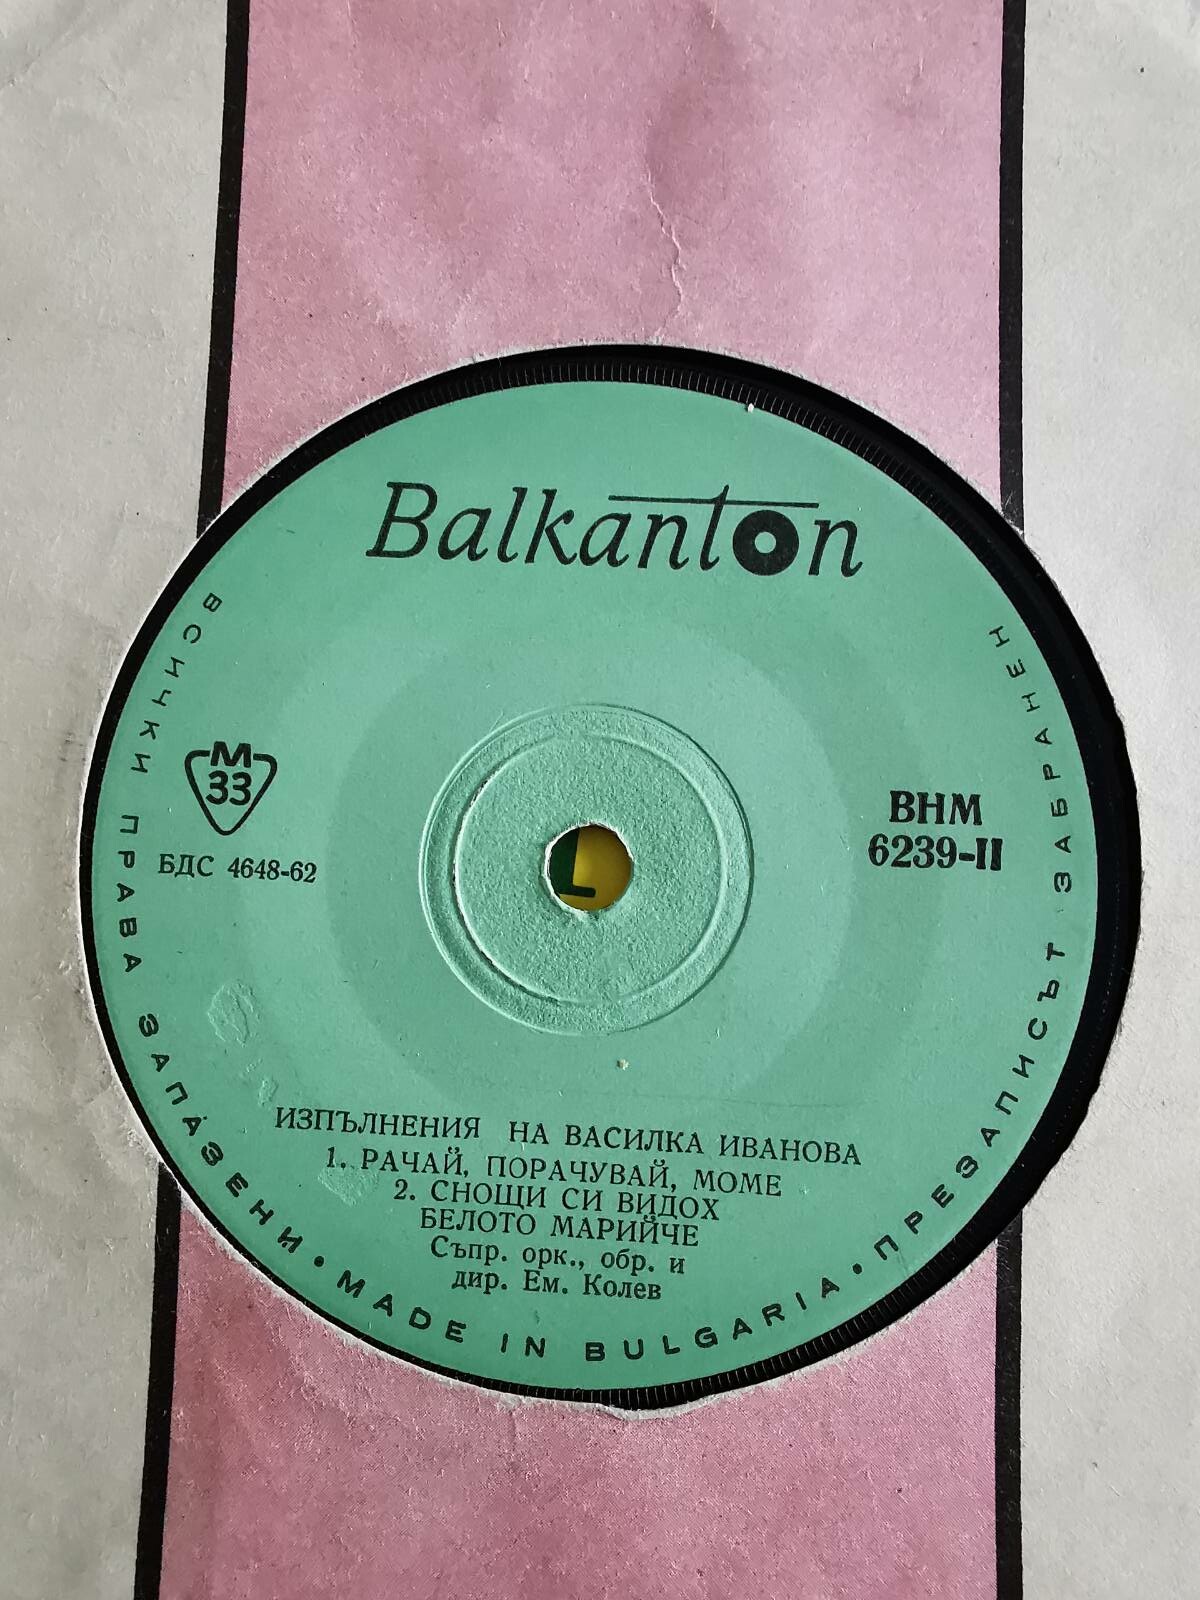 Balkanton
M
33
БДС 4648-62
ВНМ
6239-II
ИЗПЪЛНЕНИЯ НА ВАСИЛКА ИВАНОВА
1. РАЧАЙ, ПОРАЧУВАЙ, МОМЕ
2. СНОЩИ СИ ВИДОХ
БЕЛОТО МАРИЙЧЕ
Съпр. орк., обр. и
дир. Ем. Колев
ВСИЧКИ ПРАВА ЗАПАЗЕНИ • MADE IN BULGARIA • ПРЕЗАПИСЪТ ЗАБРАНЕН